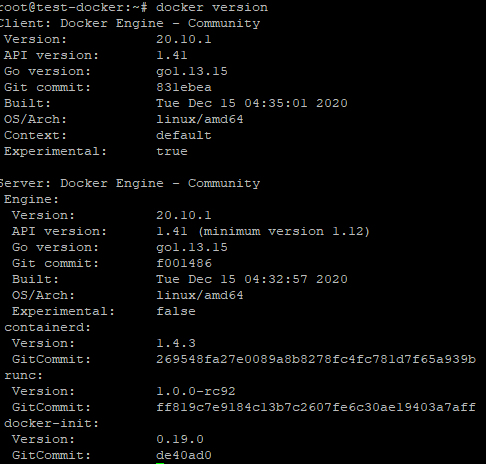 root@test-docker:~# docker version
Client: Docker Engine - Community
Version: 20.10.1
API version: 1.41
Go version: go1.13.15
Git commit: 831ebea
Built: Tue Dec 15 04:35:01 2020
OS/Arch: linux/amd64
Context: default
Experimental: true
Server: Docker Engine - Community
Engine:
Version: 20.10.1
API version: 1.41 (minimum version 1.12)
Go version: go1.13.15
Git commit: f001486
Built: Tue Dec 15 04:32:57 2020
OS/Arch: linux/amd64
Experimental: false
containerd:
Version: 1.4.3
GitCommit: 269548fa27e0089a8b8278fc4fc781d7f65a939b
runc:
Version: 1.0.0-rc92
GitCommit: ff819c7e9184c13b7c2607fe6c30ae19403a7aff
docker-init:
Version: 0.19.0
GitCommit: de40ad0